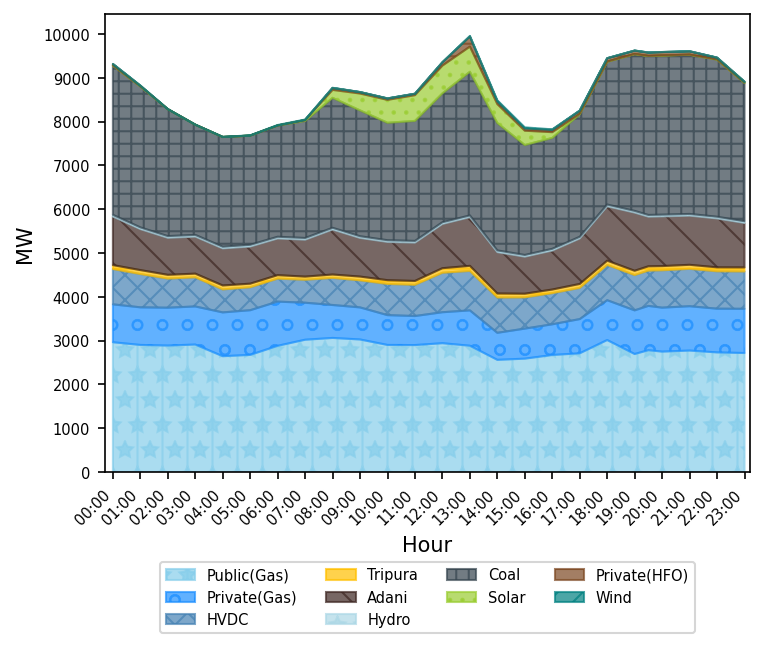 10000
9000
8000
7000
6000
5000
4000
3000
2000
1000
0
MW
00:00 01:00 02:00 03:00 04:00 05:00 06:00 07:00 08:00 09:00 10:00 11:00 12:00 13:00 14:00 15:00 16:00 17:00 18:00 19:00 20:00 21:00 22:00 23:00
Hour
Public(Gas) Tripura Coal Private(HFO)
Private(Gas) Adani Solar Wind
HVDC Hydro